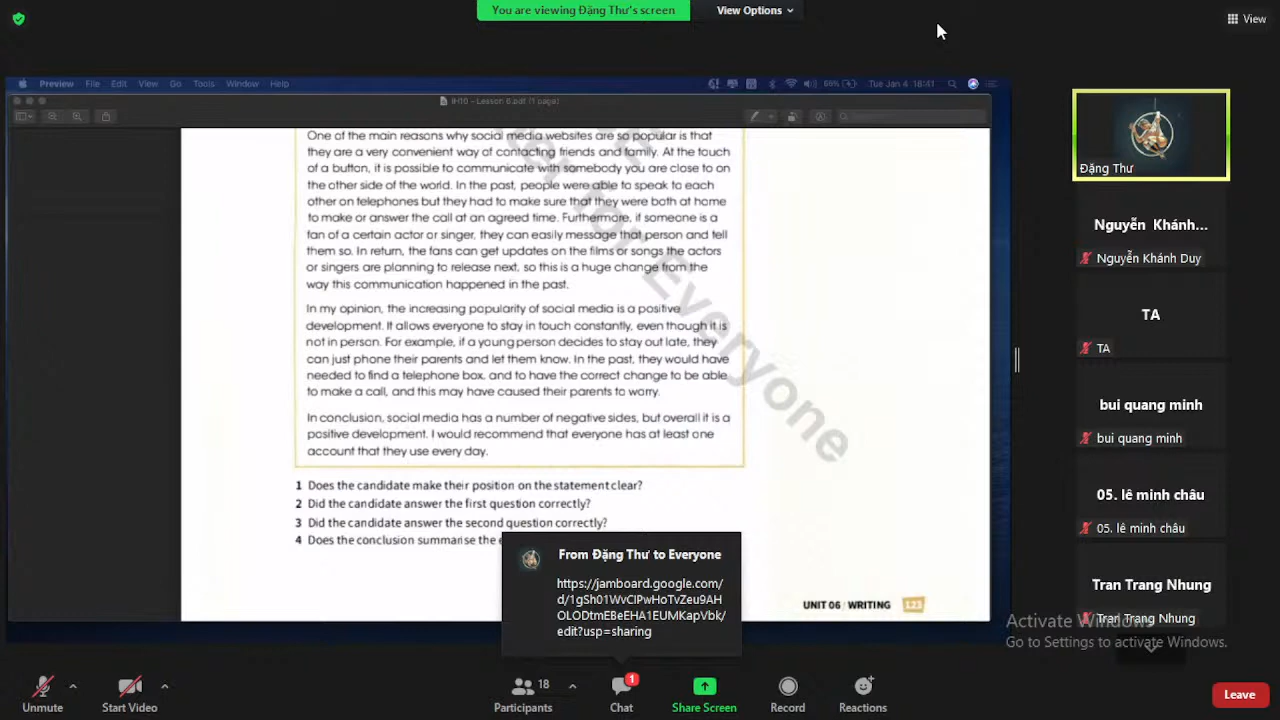 You are viewing Đặng Thư's screen
View Options
View
Preview File Edit View Go Tools Window Help
66%
Tue Jan 4 18:41
IH10 - Lesson 6.pdf (1 page)
One of the main reasons why social media websites are so popular is that
they are a very convenient way of contacting friends and family. At the touch
of a button, it is possible to communicate with somebody you are close to on
the other side of the world. In the past, people were able to speak to each
other on telephones but they had to make sure that they were both at home
to make or answer the call at an agreed time. Furthermore, if someone is a
fan of a certain actor or singer, they can easily message that person and tell
them so. In return, the fans can get updates on the films or songs the actors
or singers are planning to release next, so this is a huge change from the
way this communication happened in the past.
In my opinion, the increasing popularity of social media is a positive
development. It allows everyone to stay in touch constantly, even though it is
not in person. For example, if a young person decides to stay out late, they
can just phone their parents and let them know. In the past, they would have
needed to find a telephone box, and to have the correct change to be able
to make a call, and this may have caused their parents to worry.
In conclusion, social media has a number of negative sides, but overall it is a
positive development. I would recommend that everyone has at least one
account that they use every day.
for Everyone
1 Does the candidate make their position on the statement clear?
2 Did the candidate answer the first question correctly?
3 Did the candidate answer the second question correctly?
4 Does the conclusion summarise the
UNIT 06 / WRITING 123
From Đặng Thư to Everyone
https://jamboard.google.com/
d/1gSh01WvCIPwHoTrZeu9AH
OLODtmEBeEHA1EUMKapVbk/
edit?usp=sharing
Đặng Thư
Nguyễn Khánh...
Nguyễn Khánh Duy
TA
TA
bui quang minh
bui quang minh
05. lê minh châu
05. lê minh châu
Tran Trang Nhung
Tran Trang Nhung
Activate Windows
Go to Settings to activate Windows.
Unmute
Start Video
18
Participants
1
Chat
Share Screen
Record
Reactions
Leave